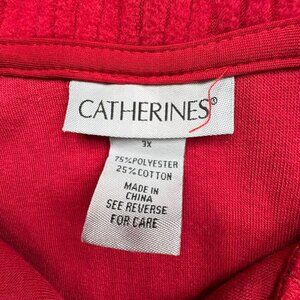 CATHERINES®
3X
75%POLYESTER
25%COTTON
MADE IN
CHINA
SEE REVERSE
FOR CARE